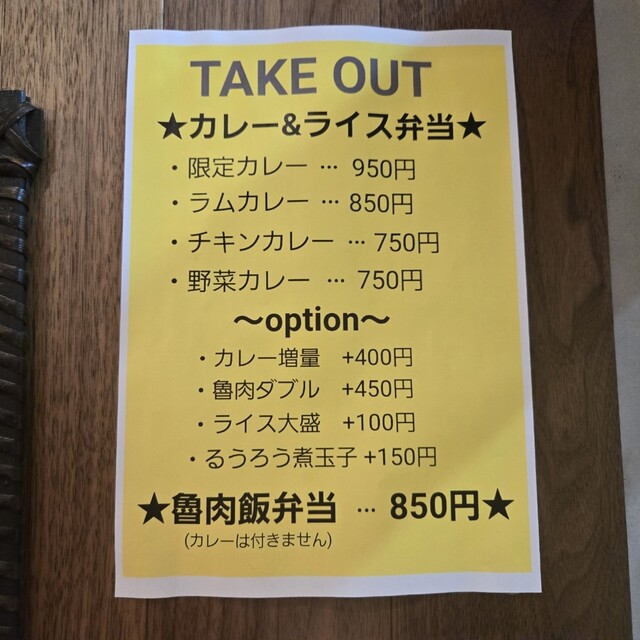 TAKE OUT
★カレー&ライス弁当★
・限定カレー … 950円
・ラムカレー … 850円
・チキンカレー … 750円
・野菜カレー … 750円
〜option〜
・カレー増量 +400円
・魯肉ダブル +450円
・ライス大盛 +100円
・るうろう煮玉子 +150円
★魯肉飯弁当 … 850円★
(カレーは付きません)